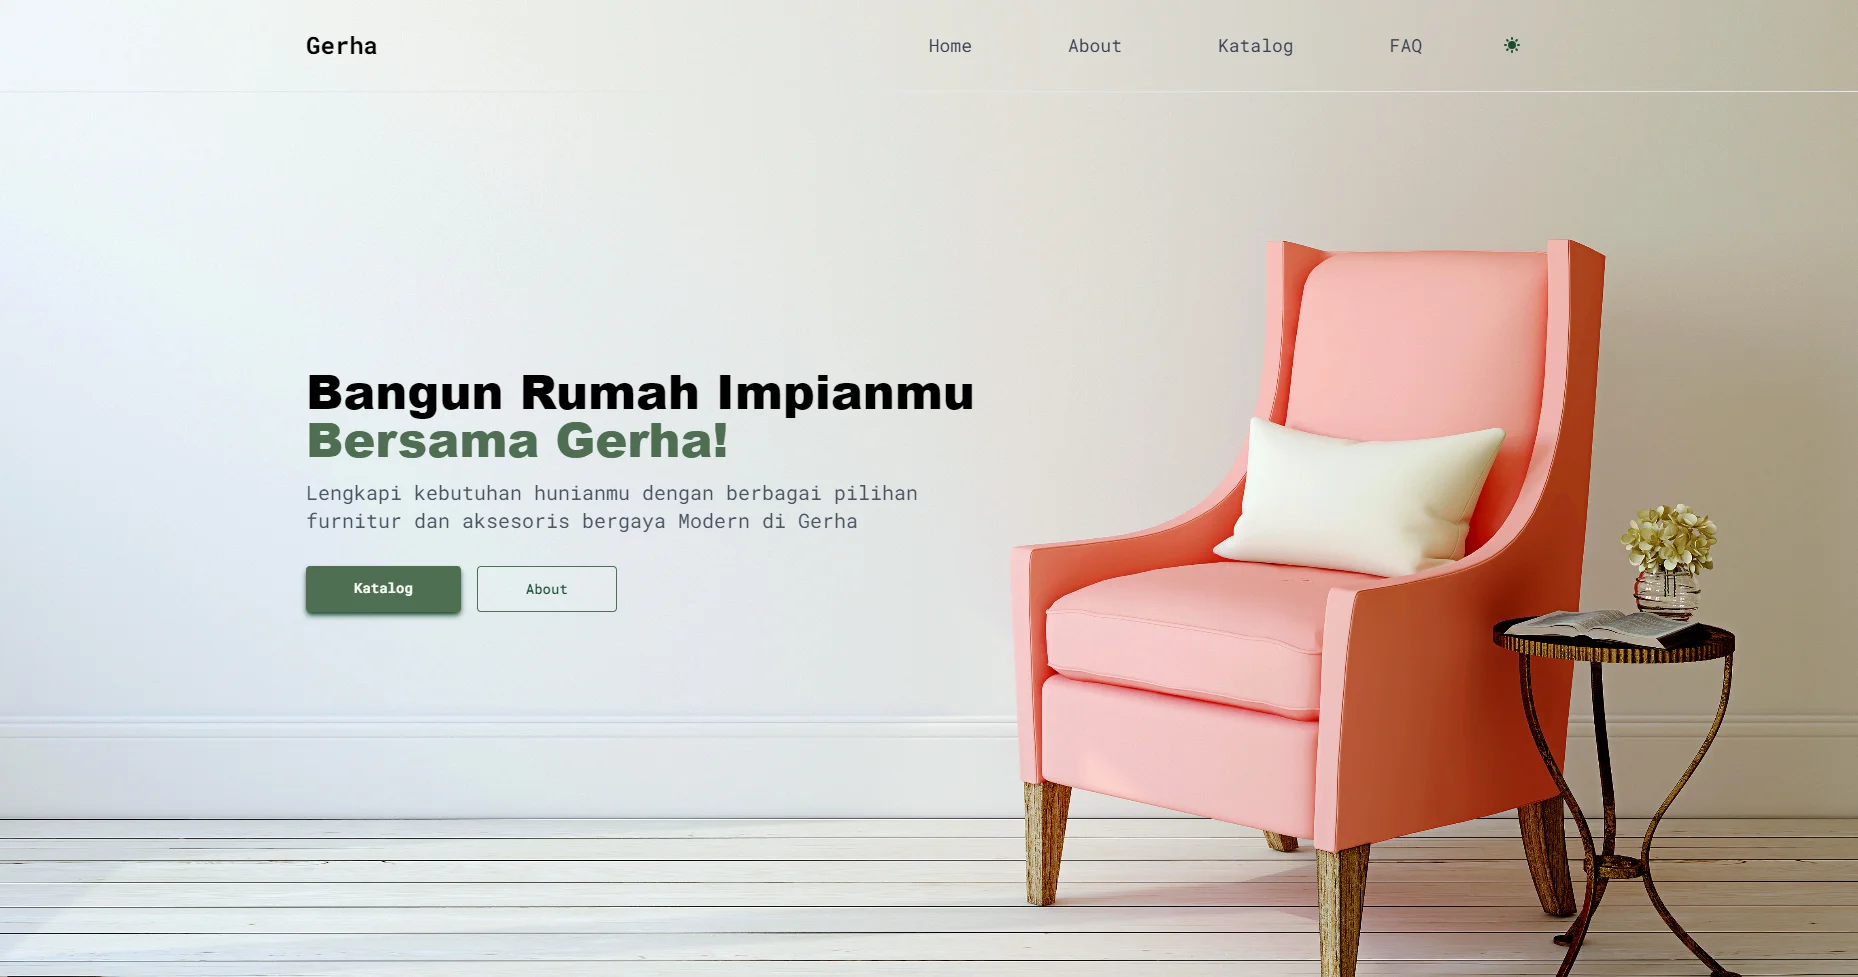 Gerha
Home
About
Katalog
FAQ
Bangun Rumah Impianmu
Bersama Gerha!
Lengkapi kebutuhan hunianmu dengan berbagai pilihan
furnitur dan aksesoris bergaya Modern di Gerha
Katalog
About